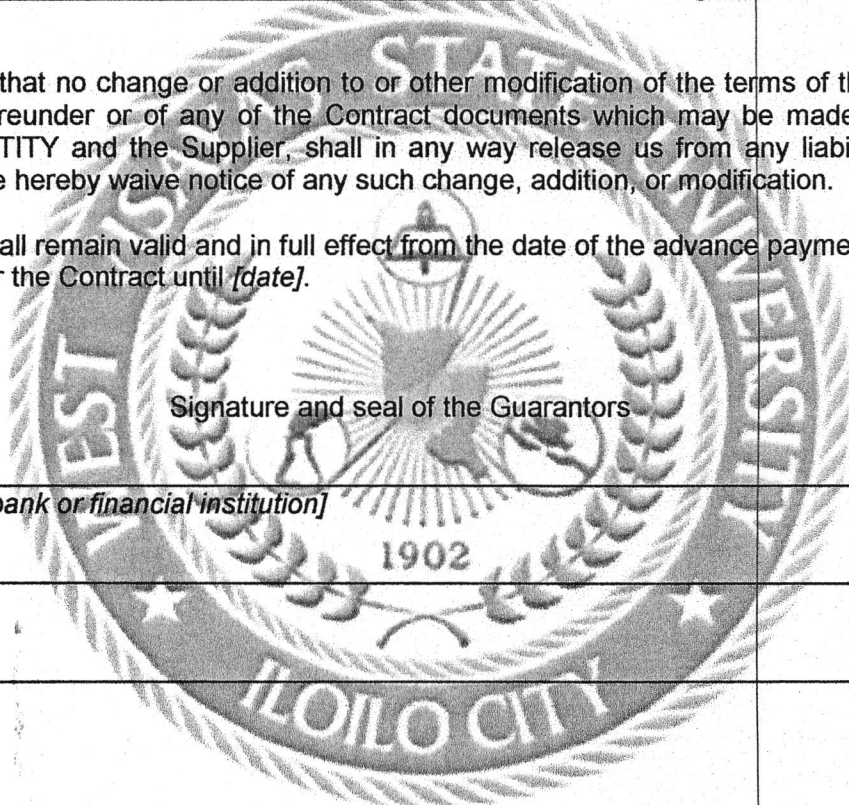 that no change or addition to or other modification of the terms of th
reunder or of any of the Contract documents which may be made
TITY and the Supplier, shall in any way release us from any liabil
e hereby waive notice of any such change, addition, or modification.
all remain valid and in full effect from the date of the advance payme
r the Contract until [date].
Signature and seal of the Guarantors
bank or financial institution]
WEST VISAYAS STATE UNIVERSITY
1902
ILOILO CITY